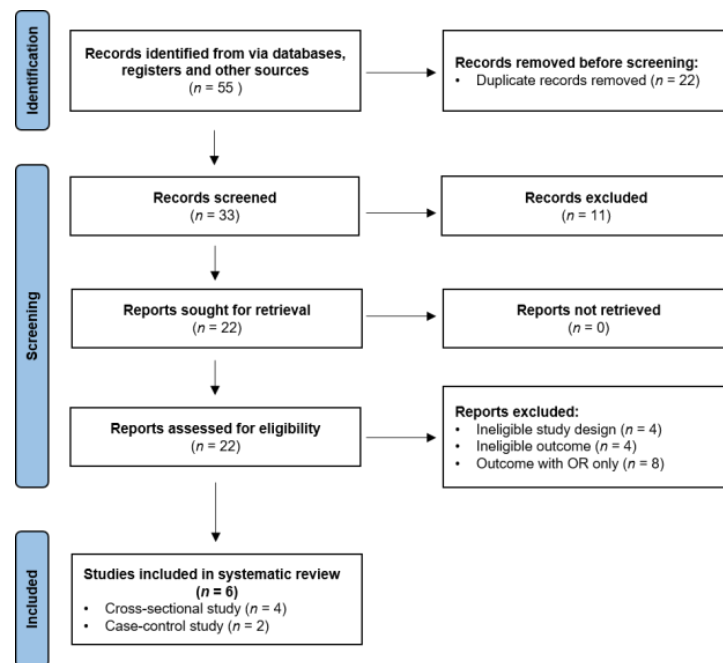 Identification
Records identified from via databases,
registers and other sources
(n = 55 )
Records removed before screening:
• Duplicate records removed (n = 22)
Screening
Records screened
(n = 33)
Records excluded
(n = 11)
Reports sought for retrieval
(n = 22)
Reports not retrieved
(n = 0)
Reports assessed for eligibility
(n = 22)
Reports excluded:
• Ineligible study design (n = 4)
• Ineligible outcome (n = 4)
• Outcome with OR only (n = 8)
Included
Studies included in systematic review
(n = 6)
• Cross-sectional study (n = 4)
• Case-control study (n = 2)